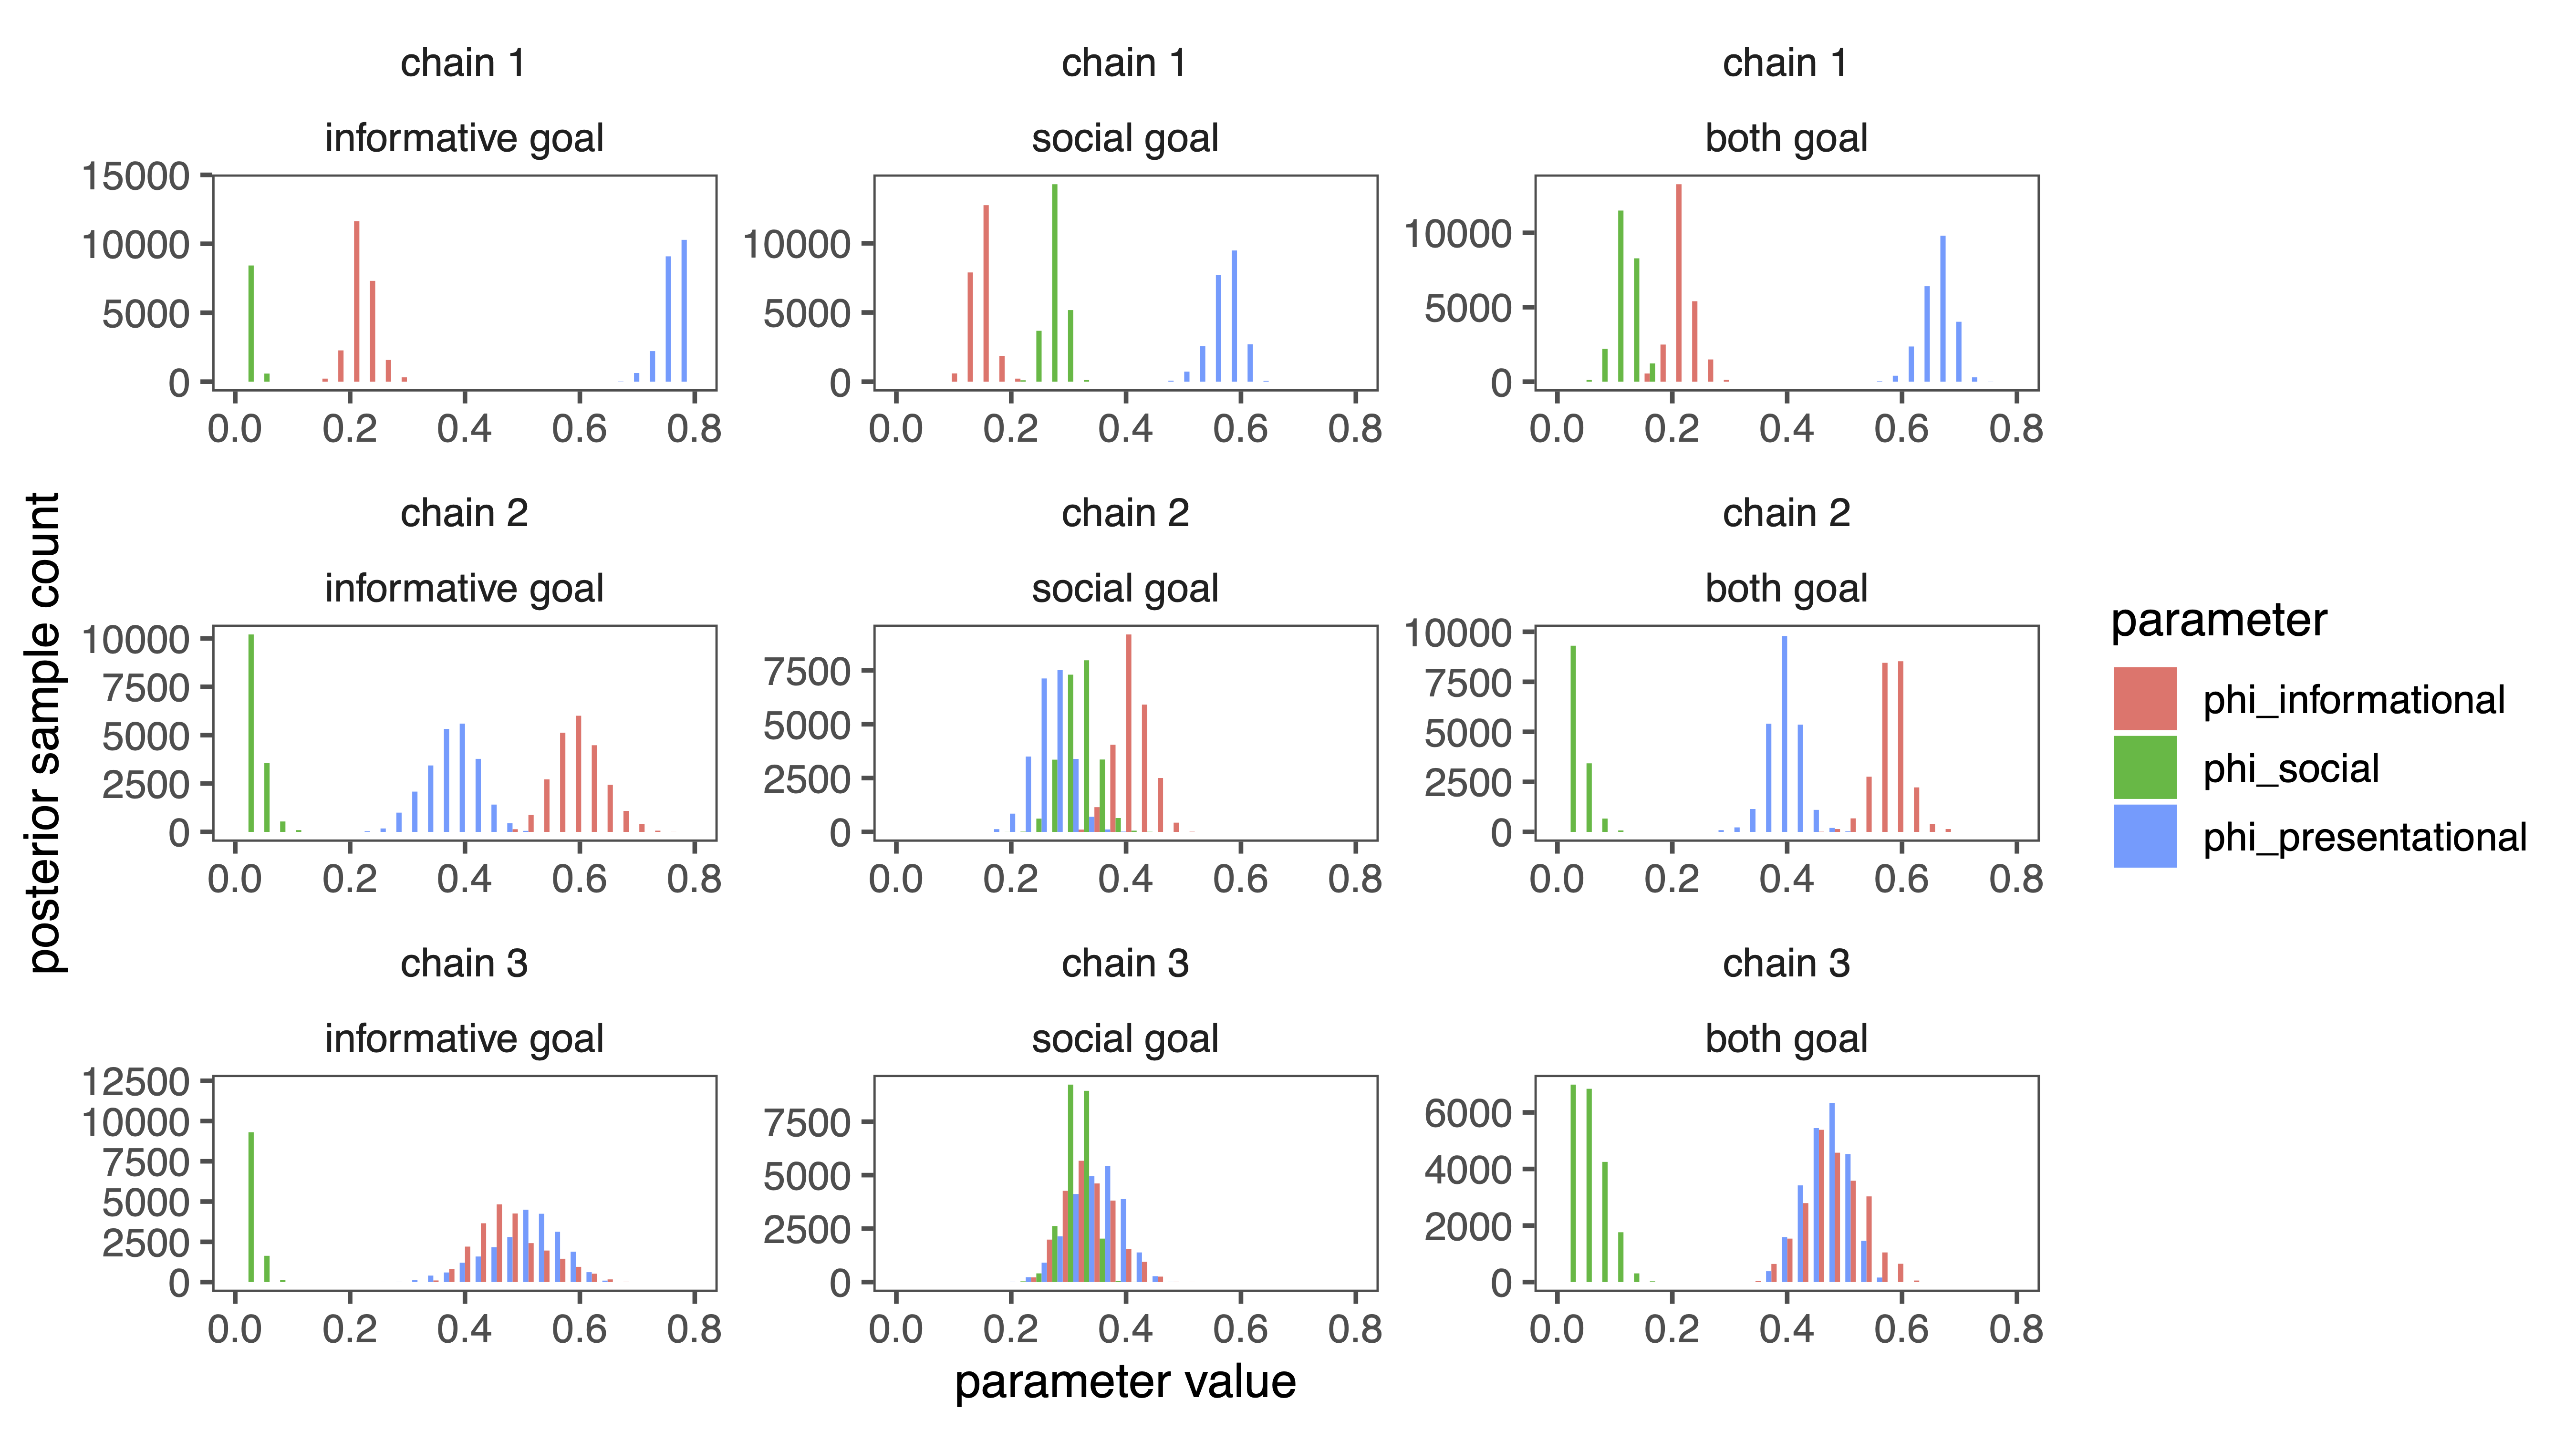 chain 1
chain 1
chain 1
informative goal
social goal
both goal
15000
10000
5000
0
10000
5000
0
10000
5000
0
0.0 0.2 0.4 0.6 0.8
0.0 0.2 0.4 0.6 0.8
0.0 0.2 0.4 0.6 0.8
posterior sample count
chain 2
chain 2
chain 2
informative goal
social goal
both goal
10000
7500
5000
2500
0
7500
5000
2500
0
10000
7500
5000
2500
0
0.0 0.2 0.4 0.6 0.8
0.0 0.2 0.4 0.6 0.8
0.0 0.2 0.4 0.6 0.8
parameter
phi_informational
phi_social
phi_presentational
chain 3
chain 3
chain 3
informative goal
social goal
both goal
12500
10000
7500
5000
2500
0
7500
5000
2500
0
6000
4000
2000
0
0.0 0.2 0.4 0.6 0.8
0.0 0.2 0.4 0.6 0.8
0.0 0.2 0.4 0.6 0.8
parameter value